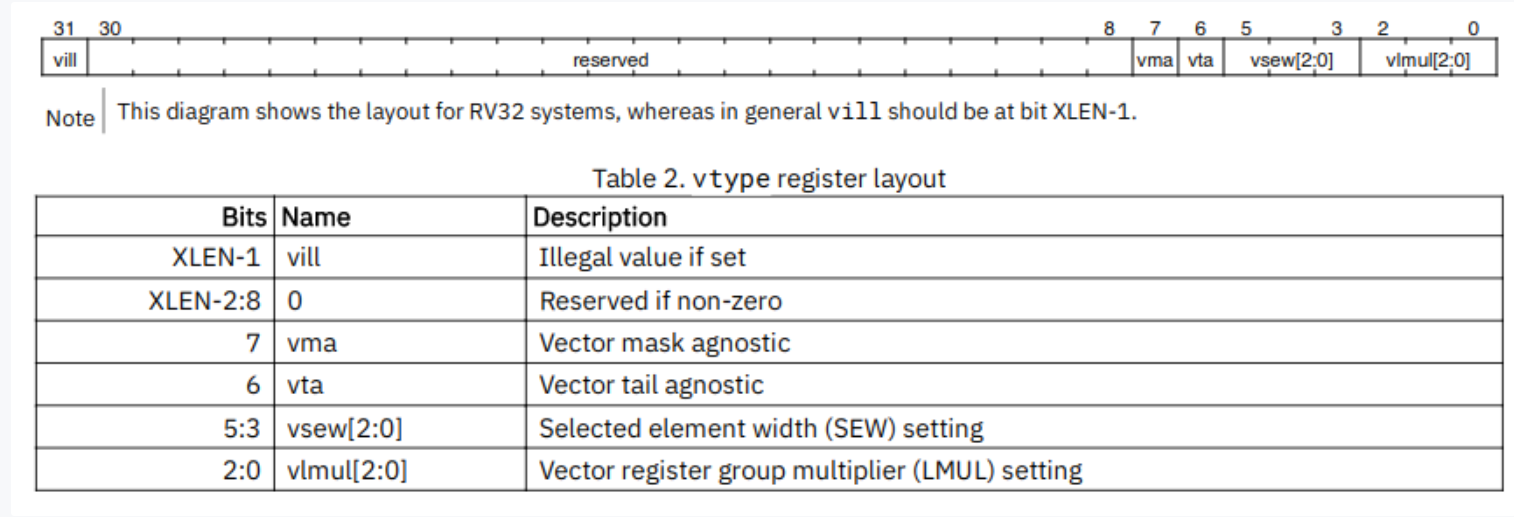 31 30 8 7 6 5 3 2 0
vill reserved vma vta vsew[2:0] vlmul[2:0]
Note This diagram shows the layout for RV32 systems, whereas in general vill should be at bit XLEN-1.
Table 2. vtype register layout
Bits Name Description
XLEN-1 vill Illegal value if set
XLEN-2:8 0 Reserved if non-zero
7 vma Vector mask agnostic
6 vta Vector tail agnostic
5:3 vsew[2:0] Selected element width (SEW) setting
2:0 vlmul[2:0] Vector register group multiplier (LMUL) setting